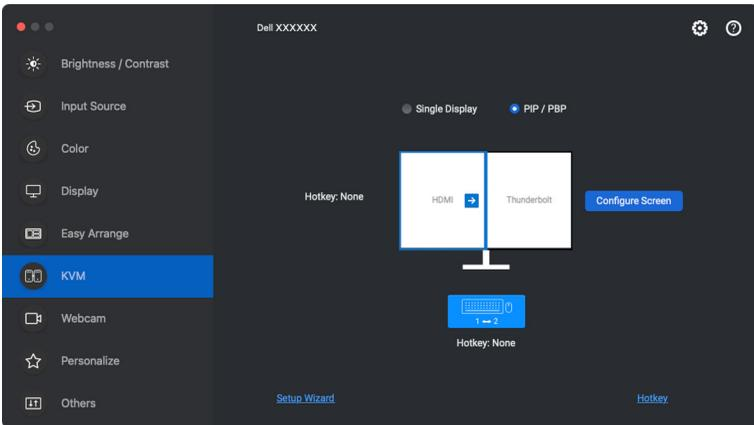 Dell XXXXXX
Brightness / Contrast
Input Source
Color
Display
Easy Arrange
KVM
Webcam
Personalize
Others
Single Display
PIP / PBP
Hotkey: None
HDMI
Thunderbolt
Configure Screen
1 2
Hotkey: None
Setup Wizard
Hotkey